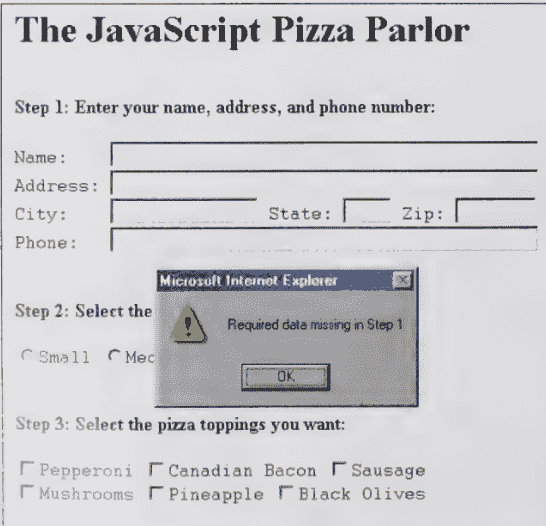 The JavaScript Pizza Parlor
Step 1: Enter your name, address, and phone number:
Name:
Address:
City: State: Zip:
Phone:
Microsoft Internet Explorer
Step 2: Select the
Required data missing in Step 1
Small
OK
Step 3: Select the pizza toppings you want:
Pepperoni Canadian Bacon Sausage
Mushrooms Pineapple Black Olives